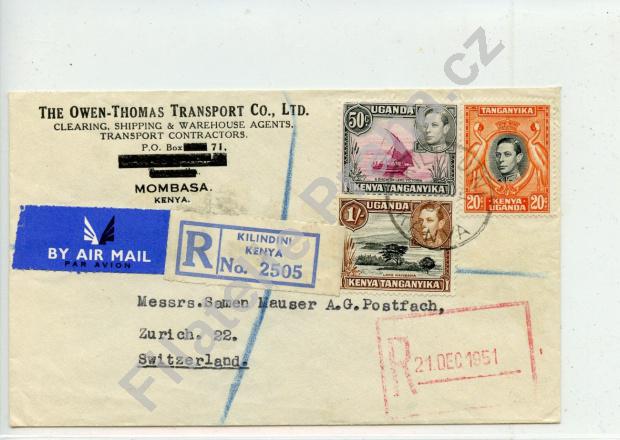 THE OWEN-THOMAS TRANSPORT CO., LTD.
CLEARING, SHIPPING & WAREHOUSE AGENTS.
TRANSPORT CONTRACTORS.
P.O. Box 71.
MOMBASA.
KENYA.
UGANDA
50C
KENYA TANGANYIKA
TANGANYIKA
20C KENYA UGANDA 20C
UGANDA
1/-
LAKE NAIVASHA
KENYA TANGANYIKA
BY AIR MAIL
PAR AVION
R
KILINDINI
KENYA
No. 2505
Messrs. Samen Mauser A.G. Postfach,
Zurich. 22.
Switzerland.
R
21. DEC 1951